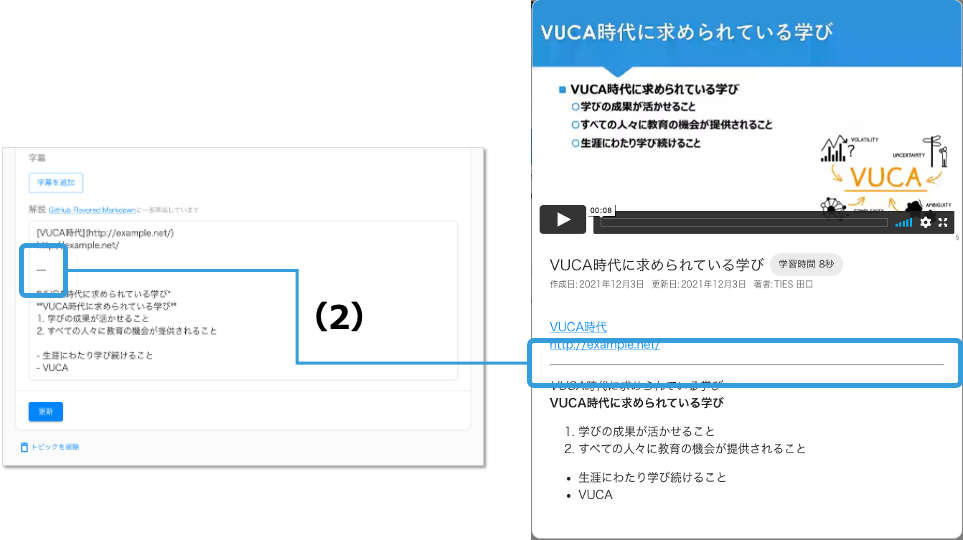 字幕
字幕を追加
解説 GitHub Flavored Markdownに一部準拠しています
[VUCA時代](http://example.net/)
http://example.net/
---
*VUCA時代に求められている学び*
**VUCA時代に求められている学び**
1. 学びの成果が活かせること
2. すべての人々に教育の機会が提供されること
- 生涯にわたり学び続けること
- VUCA
更新
トピックを削除
(2)
VUCA時代に求められている学び
VUCA時代に求められている学び
学びの成果が活かせること
すべての人々に教育の機会が提供されること
生涯にわたり学び続けること
VOLATILITY
?
UNCERTAINTY
VUCA
COMPLEXITY
AMBIGUITY
00:08
5
VUCA時代に求められている学び 学習時間 8秒
作成日: 2021年12月3日 更新日: 2021年12月3日 著者: TIES 田口
VUCA時代
http://example.net/
VUCA時代に求められている学び
VUCA時代に求められている学び
1. 学びの成果が活かせること
2. すべての人々に教育の機会が提供されること
• 生涯にわたり学び続けること
• VUCA